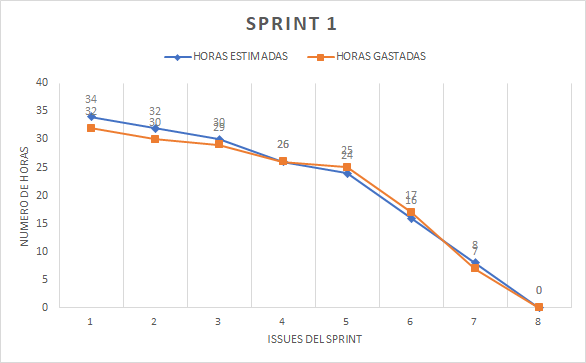 SPRINT 1
HORAS ESTIMADAS HORAS GASTADAS
NUMERO DE HORAS
40
35
30
25
20
15
10
5
0
34 32 30 26 24 16 8 0
32 30 29 26 25 17 7 0
1 2 3 4 5 6 7 8
ISSUES DEL SPRINT